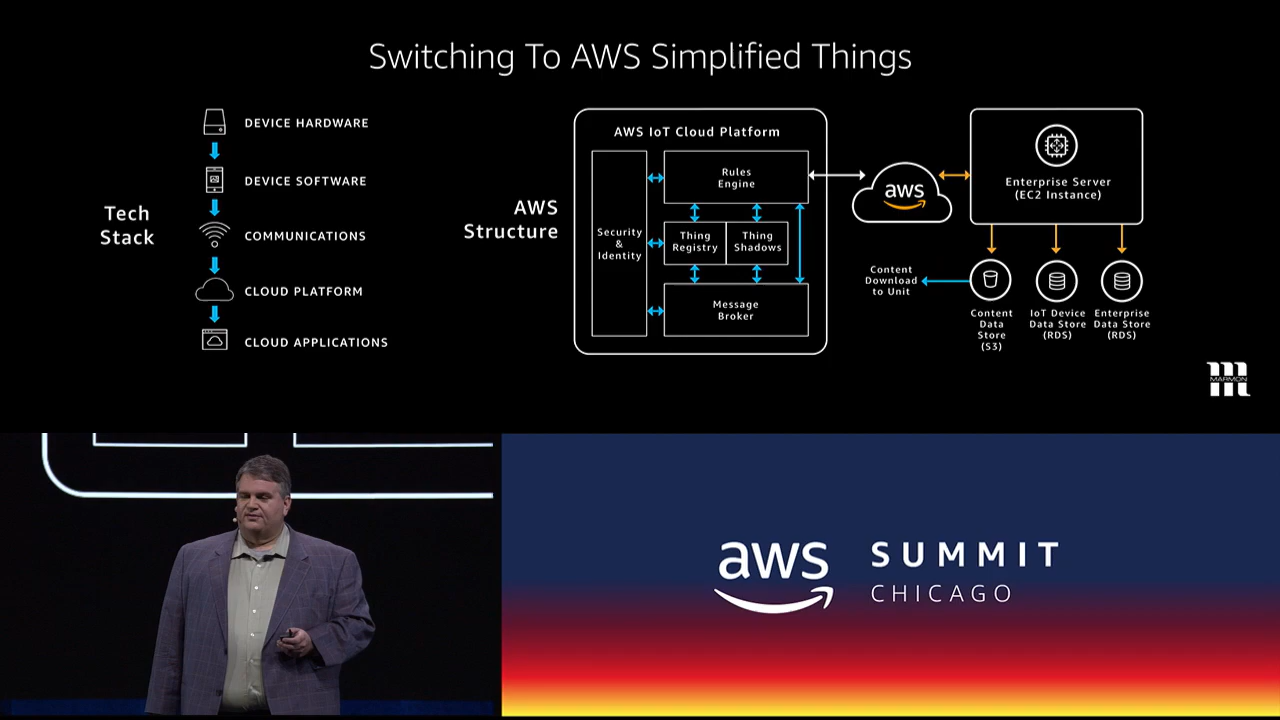 Switching To AWS Simplified Things
Tech
Stack
DEVICE HARDWARE
DEVICE SOFTWARE
COMMUNICATIONS
CLOUD PLATFORM
CLOUD APPLICATIONS
AWS
Structure
AWS IoT Cloud Platform
Security
&
Identity
Rules
Engine
Thing
Registry
Thing
Shadows
Message
Broker
aws
Enterprise Server
(EC2 Instance)
Content
Download
to Unit
Content
Data
Store
(S3)
IoT Device
Data Store
(RDS)
Enterprise
Data Store
(RDS)
m
MARMON
aws
SUMMIT
CHICAGO